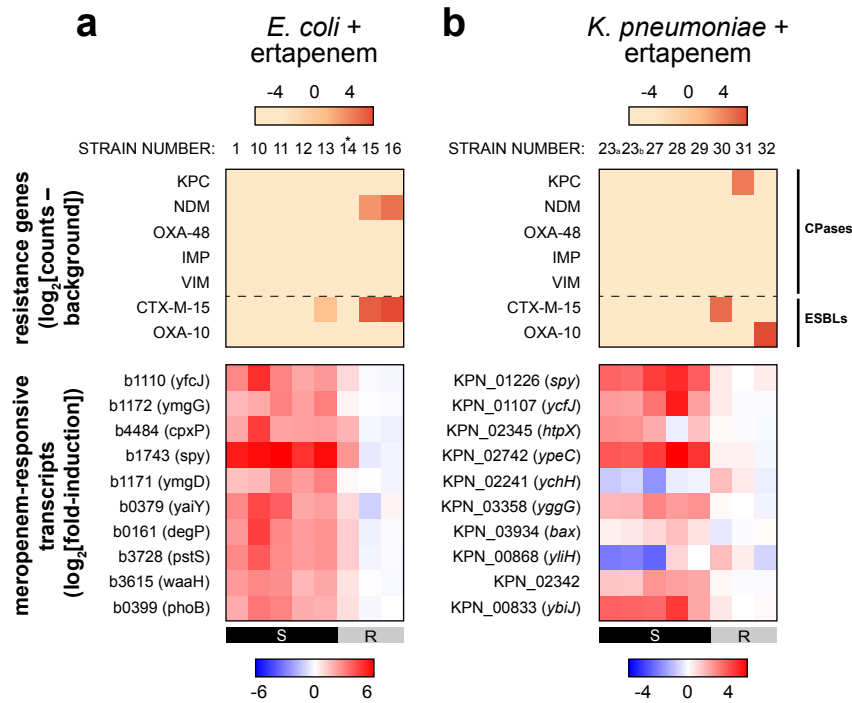 a
E. coli +
ertapenem
-4 0 4
STRAIN NUMBER: 1 10 11 12 13 14* 15 16
resistance genes
(log2[counts –
background])
KPC
NDM
OXA-48
IMP
VIM
CTX-M-15
OXA-10
meropenem-responsive
transcripts
(log2[fold-induction])
b1110 (yfcJ)
b1172 (ymgG)
b4484 (cpxP)
b1743 (spy)
b1171 (ymgD)
b0379 (yaiY)
b0161 (degP)
b3728 (pstS)
b3615 (waaH)
b0399 (phoB)
S R
-6 0 6
b
K. pneumoniae +
ertapenem
-4 0 4
STRAIN NUMBER: 23a 23b 27 28 29 30 31 32
KPC
NDM
OXA-48
IMP
VIM
CTX-M-15
OXA-10
CPases
ESBLs
KPN_01226 (spy)
KPN_01107 (ycfJ)
KPN_02345 (htpX)
KPN_02742 (ypeC)
KPN_02241 (ychH)
KPN_03358 (yggG)
KPN_03934 (bax)
KPN_00868 (yliH)
KPN_02342
KPN_00833 (ybiJ)
S R
-4 0 4